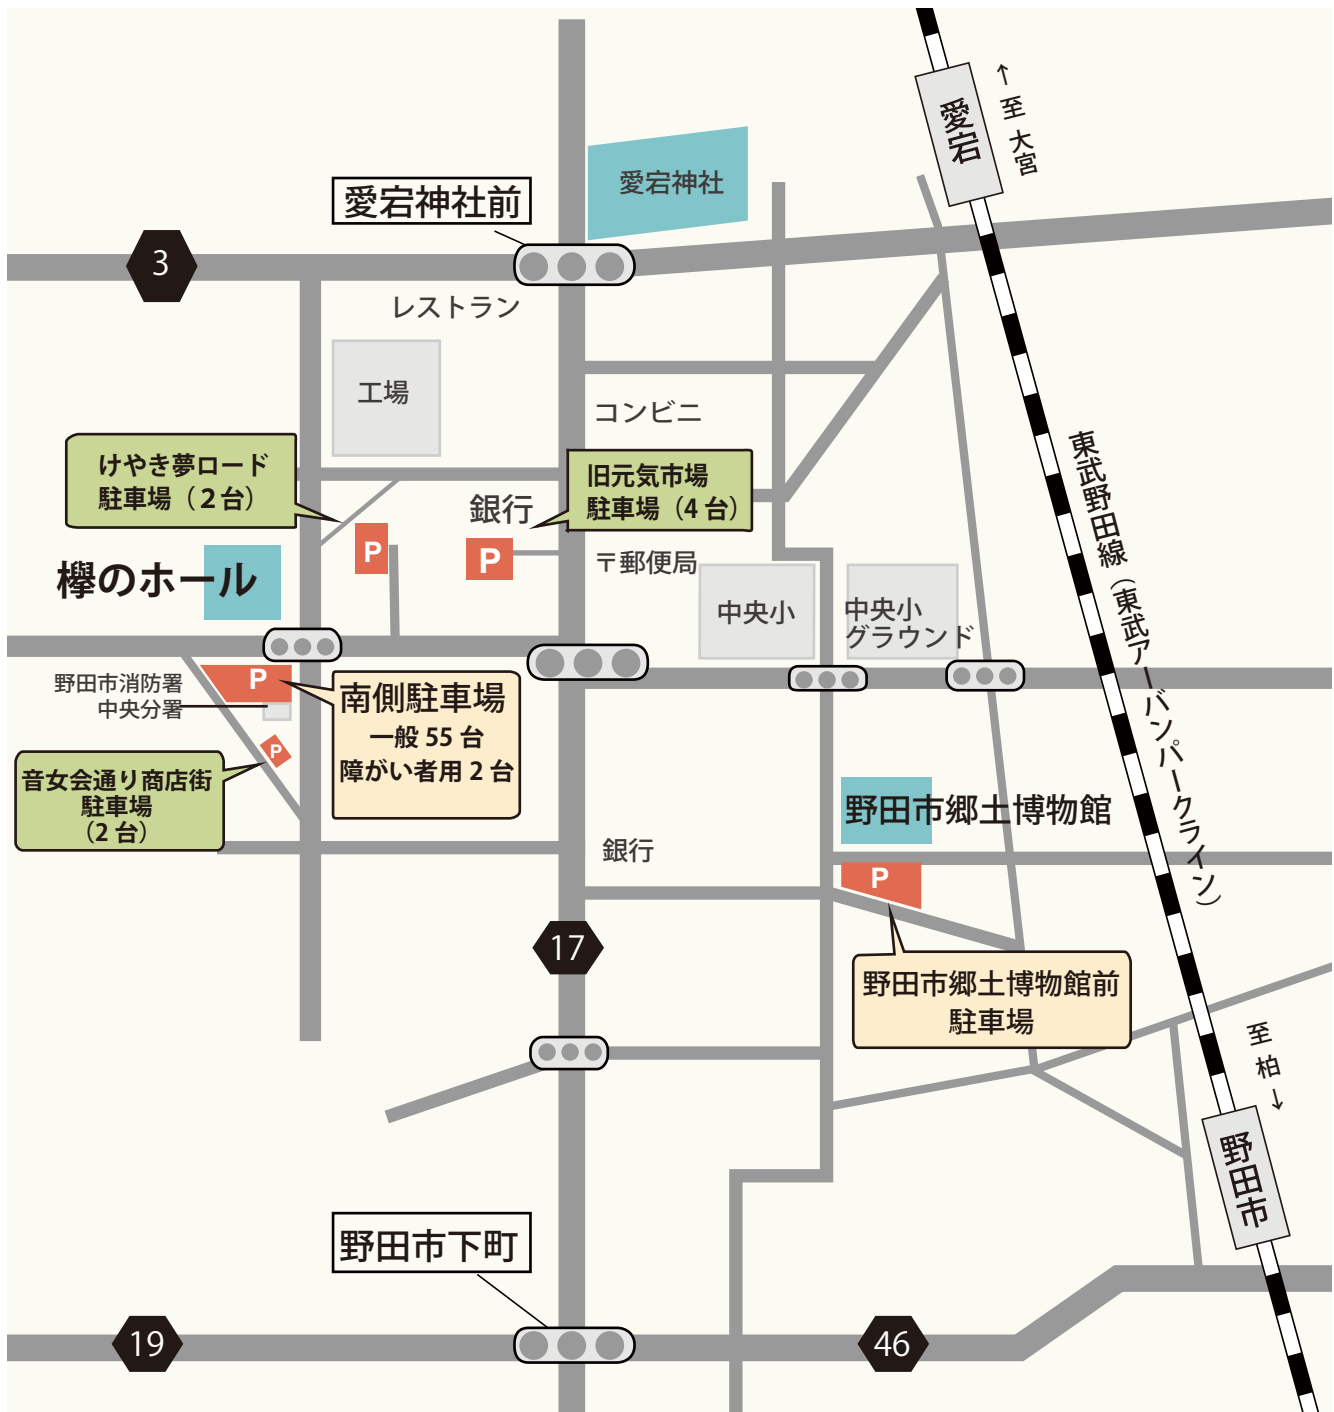 愛宕
↑至 大宮
愛宕神社
愛宕神社前
3
レストラン
工場
コンビニ
けやき夢ロード
駐車場（2台）
旧元気市場
駐車場（4台）
銀行
P
P
〒郵便局
欅のホール
中央小
中央小
グラウンド
東武野田線（東武アーバンパークライン）
野田市消防署
中央分署
P
南側駐車場
一般 55 台
障がい者用 2 台
P
音女会通り商店街
駐車場
（2台）
野田市郷土博物館
銀行
P
17
野田市郷土博物館前
駐車場
至 柏↓
野田市
野田市下町
19
46